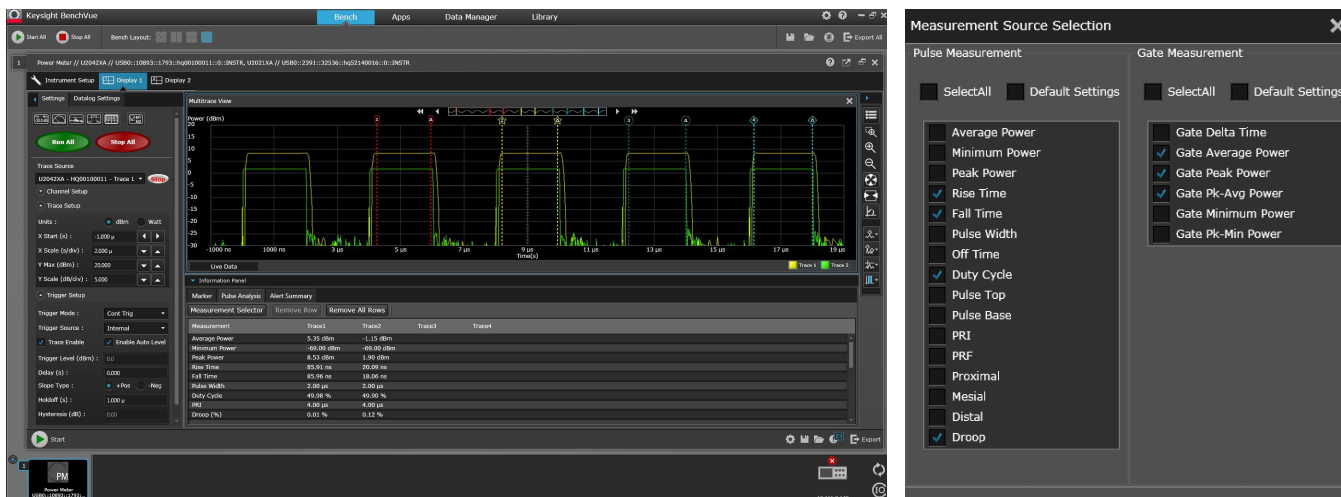 Keysight BenchVue
Bench Apps Data Manager Library
Start All Stop All Bench Layout: Export All
1 Power Meter // U2042XA // USB0::10893::1793::hq00100011::0::INSTR, U2021XA // USB0::2391::32536::hq52140016::0::INSTR
Instrument Setup Display 1 Display 2
Settings Datalog Settings
Run All Stop All
Trace Source
U2042XA - HQ00100011 - Trace 1 Stop
Channel Setup
Trace Setup
Units : dBm Watt
X Start (s) : -1.000 µ
X Scale (s/div) : 2.000 µ
Y Max (dBm) : 20.000
Y Scale (dB/div) : 5.000
Trigger Setup
Trigger Mode : Cont Trig
Trigger Source : Internal
Trace Enable Enable Auto Level
Trigger Level (dBm) : 0.0
Delay (s) : 0.000
Slope Type : +Pos -Neg
Holdoff (s) : 1.000 µ
Hysteresis (dB) : 0.00
Start
Multitrace View
Power (dBm)
1 A 2 A 3 A 4 A
20
15
10
5
0
-5
-10
-15
-20
-25
-30
-1000 ns 1000 ns 3 µs 5 µs 7 µs 9 µs 11 µs 13 µs 15 µs 17 µs 19 µs
Time(s)
Live Data Trace 1 Trace 2
Information Panel
Marker Pulse Analysis Alert Summary
Measurement Selector Remove Row Remove All Rows
Measurement Trace1 Trace2 Trace3 Trace4
Average Power 5.35 dBm -1.15 dBm
Minimum Power -69.00 dBm -69.00 dBm
Peak Power 8.53 dBm 1.90 dBm
Rise Time 85.91 ns 20.09 ns
Fall Time 85.96 ns 18.06 ns
Pulse Width 2.00 µs 2.00 µs
Duty Cycle 49.98 % 49.90 %
PRI 4.00 µs 4.00 µs
Droop (%) 0.01 % 0.12 %
Export
1
PM
Power Meter
USB0::10893::1793::...
Measurement Source Selection
Pulse Measurement
SelectAll Default Settings
Average Power
Minimum Power
Peak Power
Rise Time
Fall Time
Pulse Width
Off Time
Duty Cycle
Pulse Top
Pulse Base
PRI
PRF
Proximal
Mesial
Distal
Droop
Gate Measurement
SelectAll Default Settings
Gate Delta Time
Gate Average Power
Gate Peak Power
Gate Pk-Avg Power
Gate Minimum Power
Gate Pk-Min Power